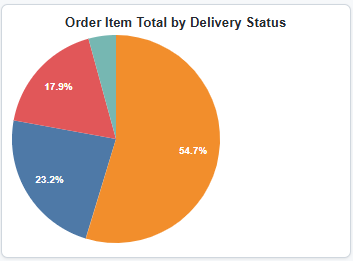 Order Item Total by Delivery Status
17.9%
54.7%
23.2%